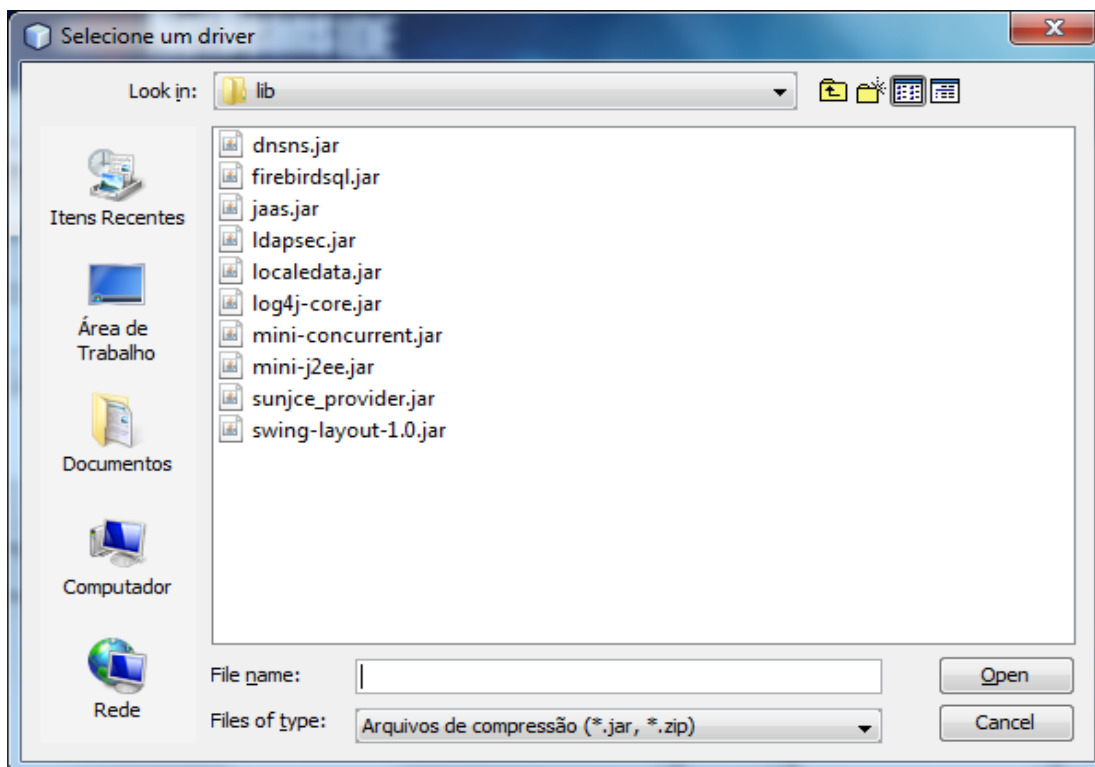 Selecione um driver
Look in:
lib
Itens Recentes
Área de
Trabalho
Documentos
Computador
Rede
dnsns.jar
firebirdsql.jar
jaas.jar
ldapsec.jar
localedata.jar
log4j-core.jar
mini-concurrent.jar
mini-j2ee.jar
sunjce_provider.jar
swing-layout-1.0.jar
File name:
Open
Files of type:
Arquivos de compressão (*.jar, *.zip)
Cancel